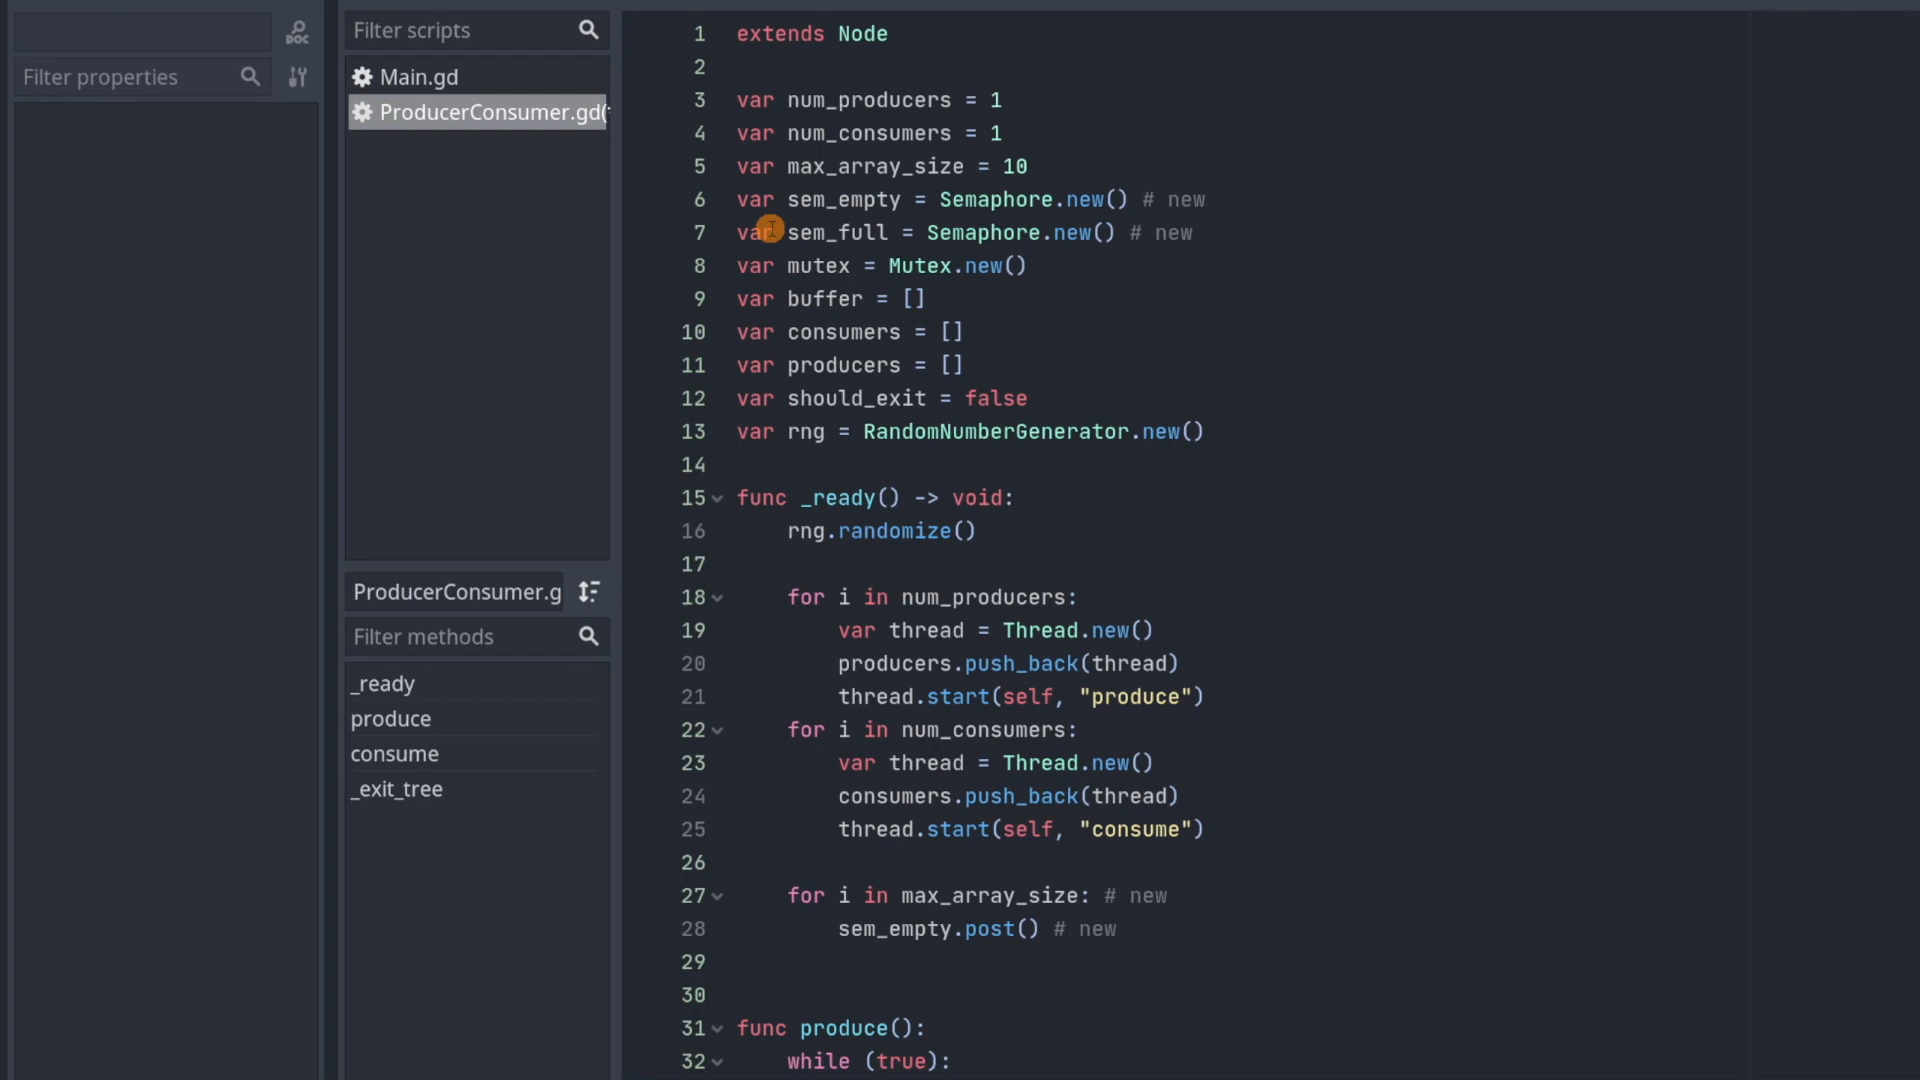 DOC
Filter properties
Filter scripts
Main.gd
ProducerConsumer.gd(
ProducerConsumer.g
Filter methods
_ready
produce
consume
_exit_tree
1 extends Node
2
3 var num_producers = 1
4 var num_consumers = 1
5 var max_array_size = 10
6 var sem_empty = Semaphore.new() # new
7 var sem_full = Semaphore.new() # new
8 var mutex = Mutex.new()
9 var buffer = []
10 var consumers = []
11 var producers = []
12 var should_exit = false
13 var rng = RandomNumberGenerator.new()
14
15 func _ready() -> void:
16     rng.randomize()
17
18     for i in num_producers:
19         var thread = Thread.new()
20         producers.push_back(thread)
21         thread.start(self, "produce")
22     for i in num_consumers:
23         var thread = Thread.new()
24         consumers.push_back(thread)
25         thread.start(self, "consume")
26
27     for i in max_array_size: # new
28         sem_empty.post() # new
29
30
31 func produce():
32     while (true):